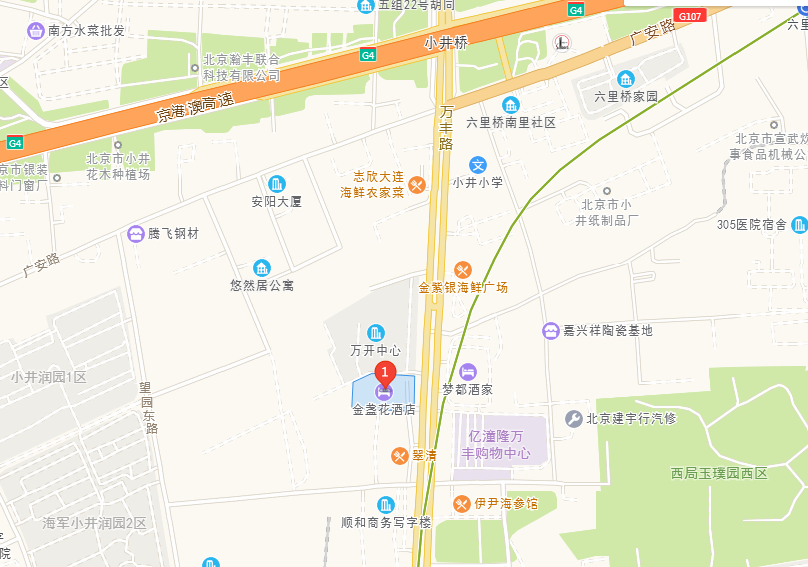 五组22号胡同
G4
G107
六里
南方水菜批发
小井桥
广安路
G4
北京瀚丰联合
科技有限公司
区
六里桥家园
京港澳高速
万丰路
六里桥南里社区
G4
北京市小井
花木种植场
北京市宣武炊
事食品机械公
京市银装
料门窗厂
志欣大连
海鲜农家菜
小井小学
安阳大厦
北京市小
井纸制品厂
305医院宿舍
腾飞钢材
广安路
悠然居公寓
金紫银海鲜广场
嘉兴祥陶瓷基地
万开中心
1
小井润园1区
梦都酒家
望园东路
金盏花酒店
北京建宇行汽修
亿潼隆万
丰购物中心
翠清
西局玉璞园西区
伊尹海参馆
海军小井润园2区
顺和商务写字楼
院